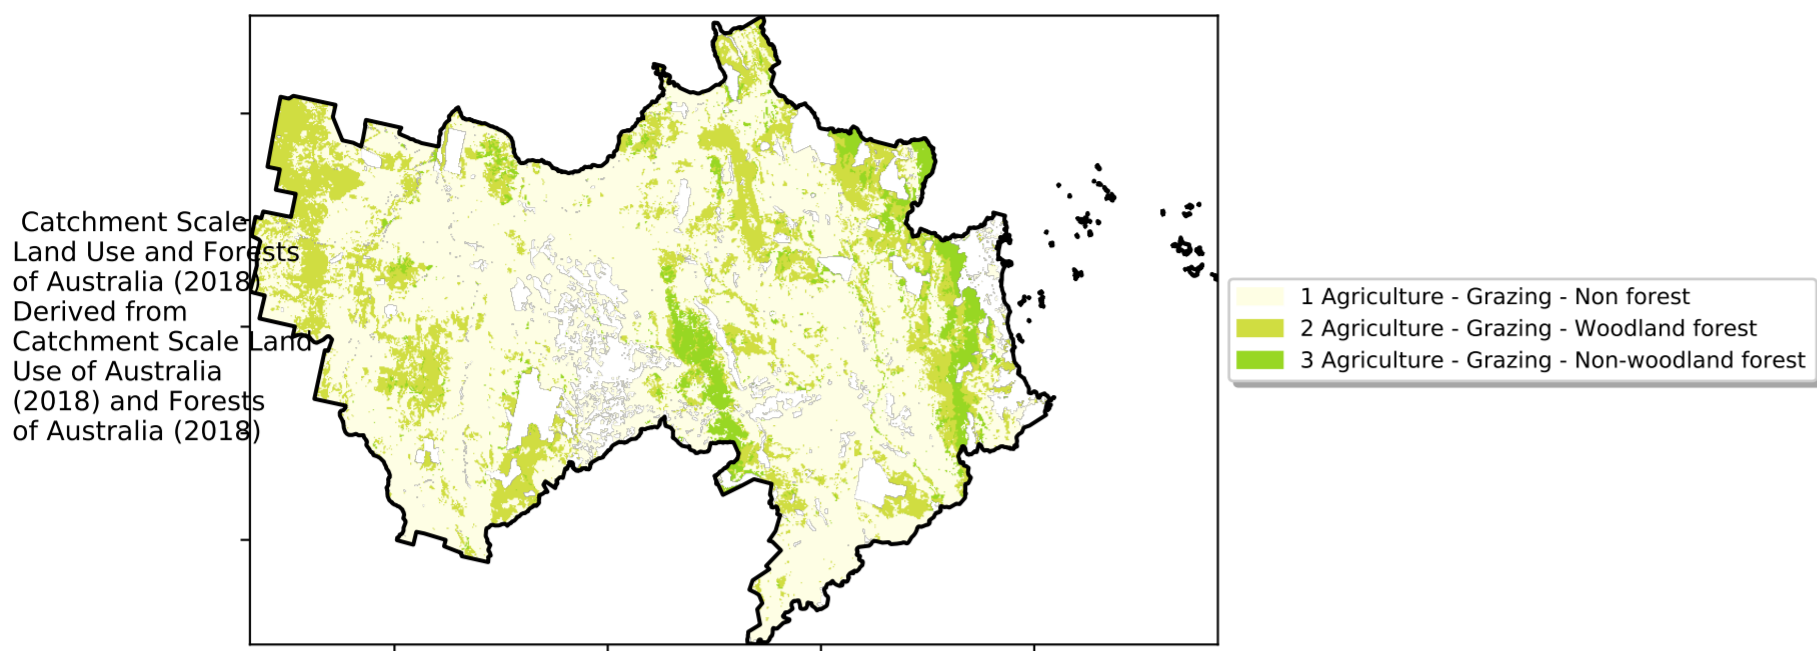 Catchment Scale
Land Use and Forests
of Australia (2018)
Derived from
Catchment Scale Land
Use of Australia
(2018) and Forests
of Australia (2018)
1 Agriculture - Grazing - Non forest
2 Agriculture - Grazing - Woodland forest
3 Agriculture - Grazing - Non-woodland forest